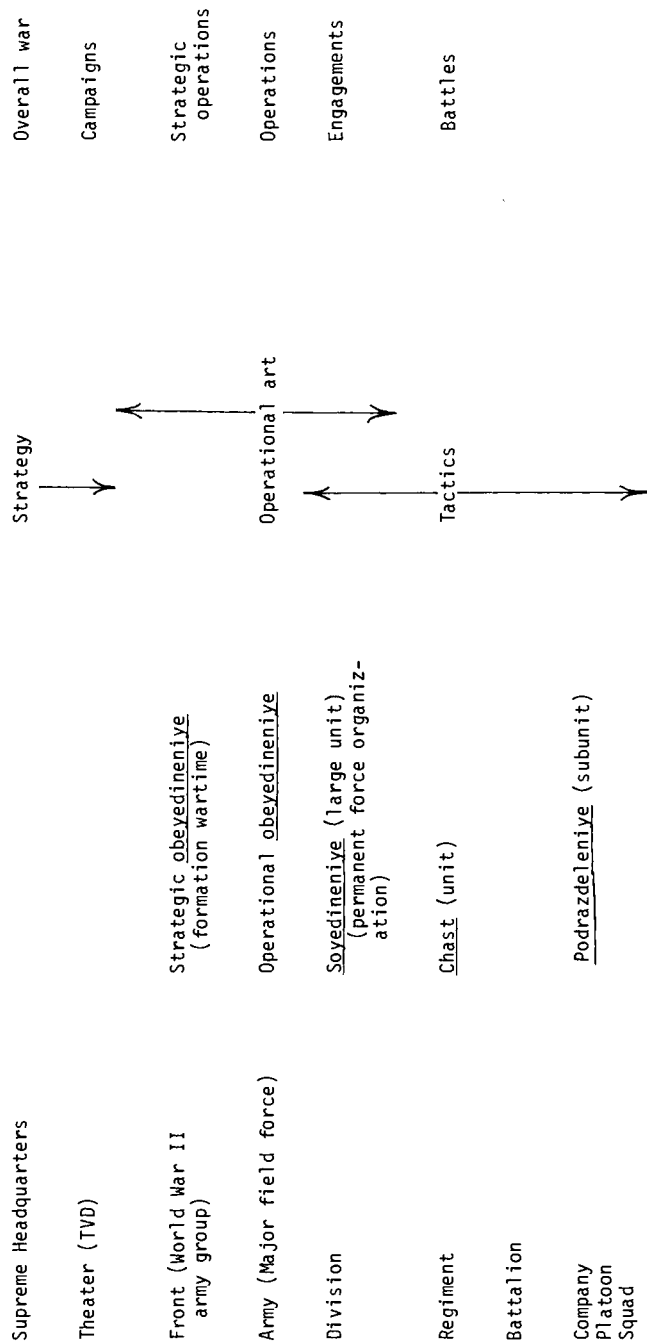 Supreme Headquarters
Strategy
Overall war
Theater (TVD)
Campaigns
Front (World War II
army group)
Strategic obeyedineniye
(formation wartime)
Strategic
operations
Army (Major field force)
Operational obeyedineniye
Operational art
Operations
Division
Soyedineniye (large unit)
(permanent force organiz-
ation)
Engagements
Regiment
Chast (unit)
Tactics
Battles
Battalion
Company
Platoon
Squad
Podrazdeleniye (subunit)